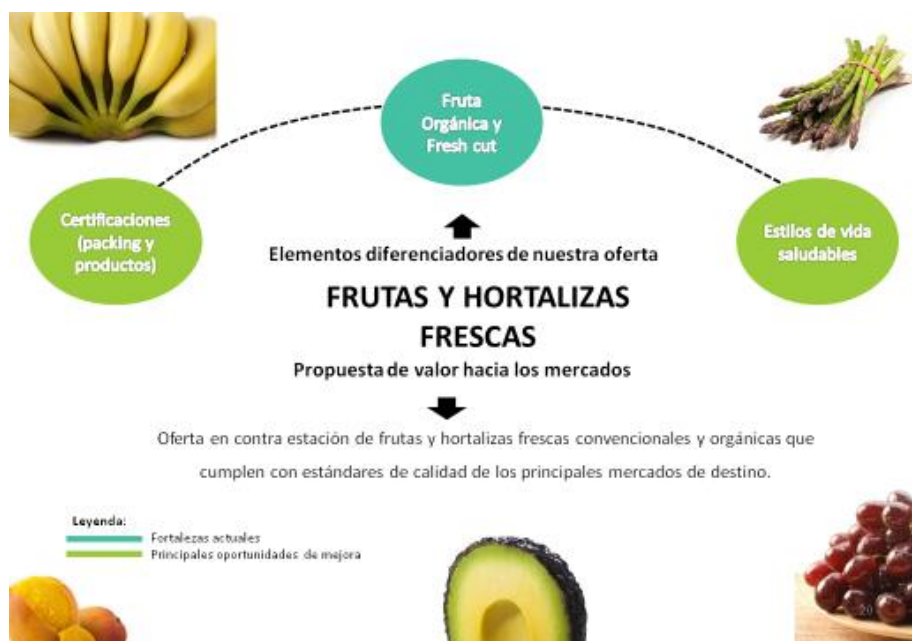 Fruta
Orgánica y
Fresh cut
Certificaciones
(packing y
productos)
Estilos de vida
saludables
Elementos diferenciadores de nuestra oferta
FRUTAS Y HORTALIZAS
FRESCAS
Propuesta de valor hacia los mercados
Oferta en contra estación de frutas y hortalizas frescas convencionales y orgánicas que
cumplen con estándares de calidad de los principales mercados de destino.
Leyenda:
Fortalezas actuales
Principales oportunidades de mejora
20